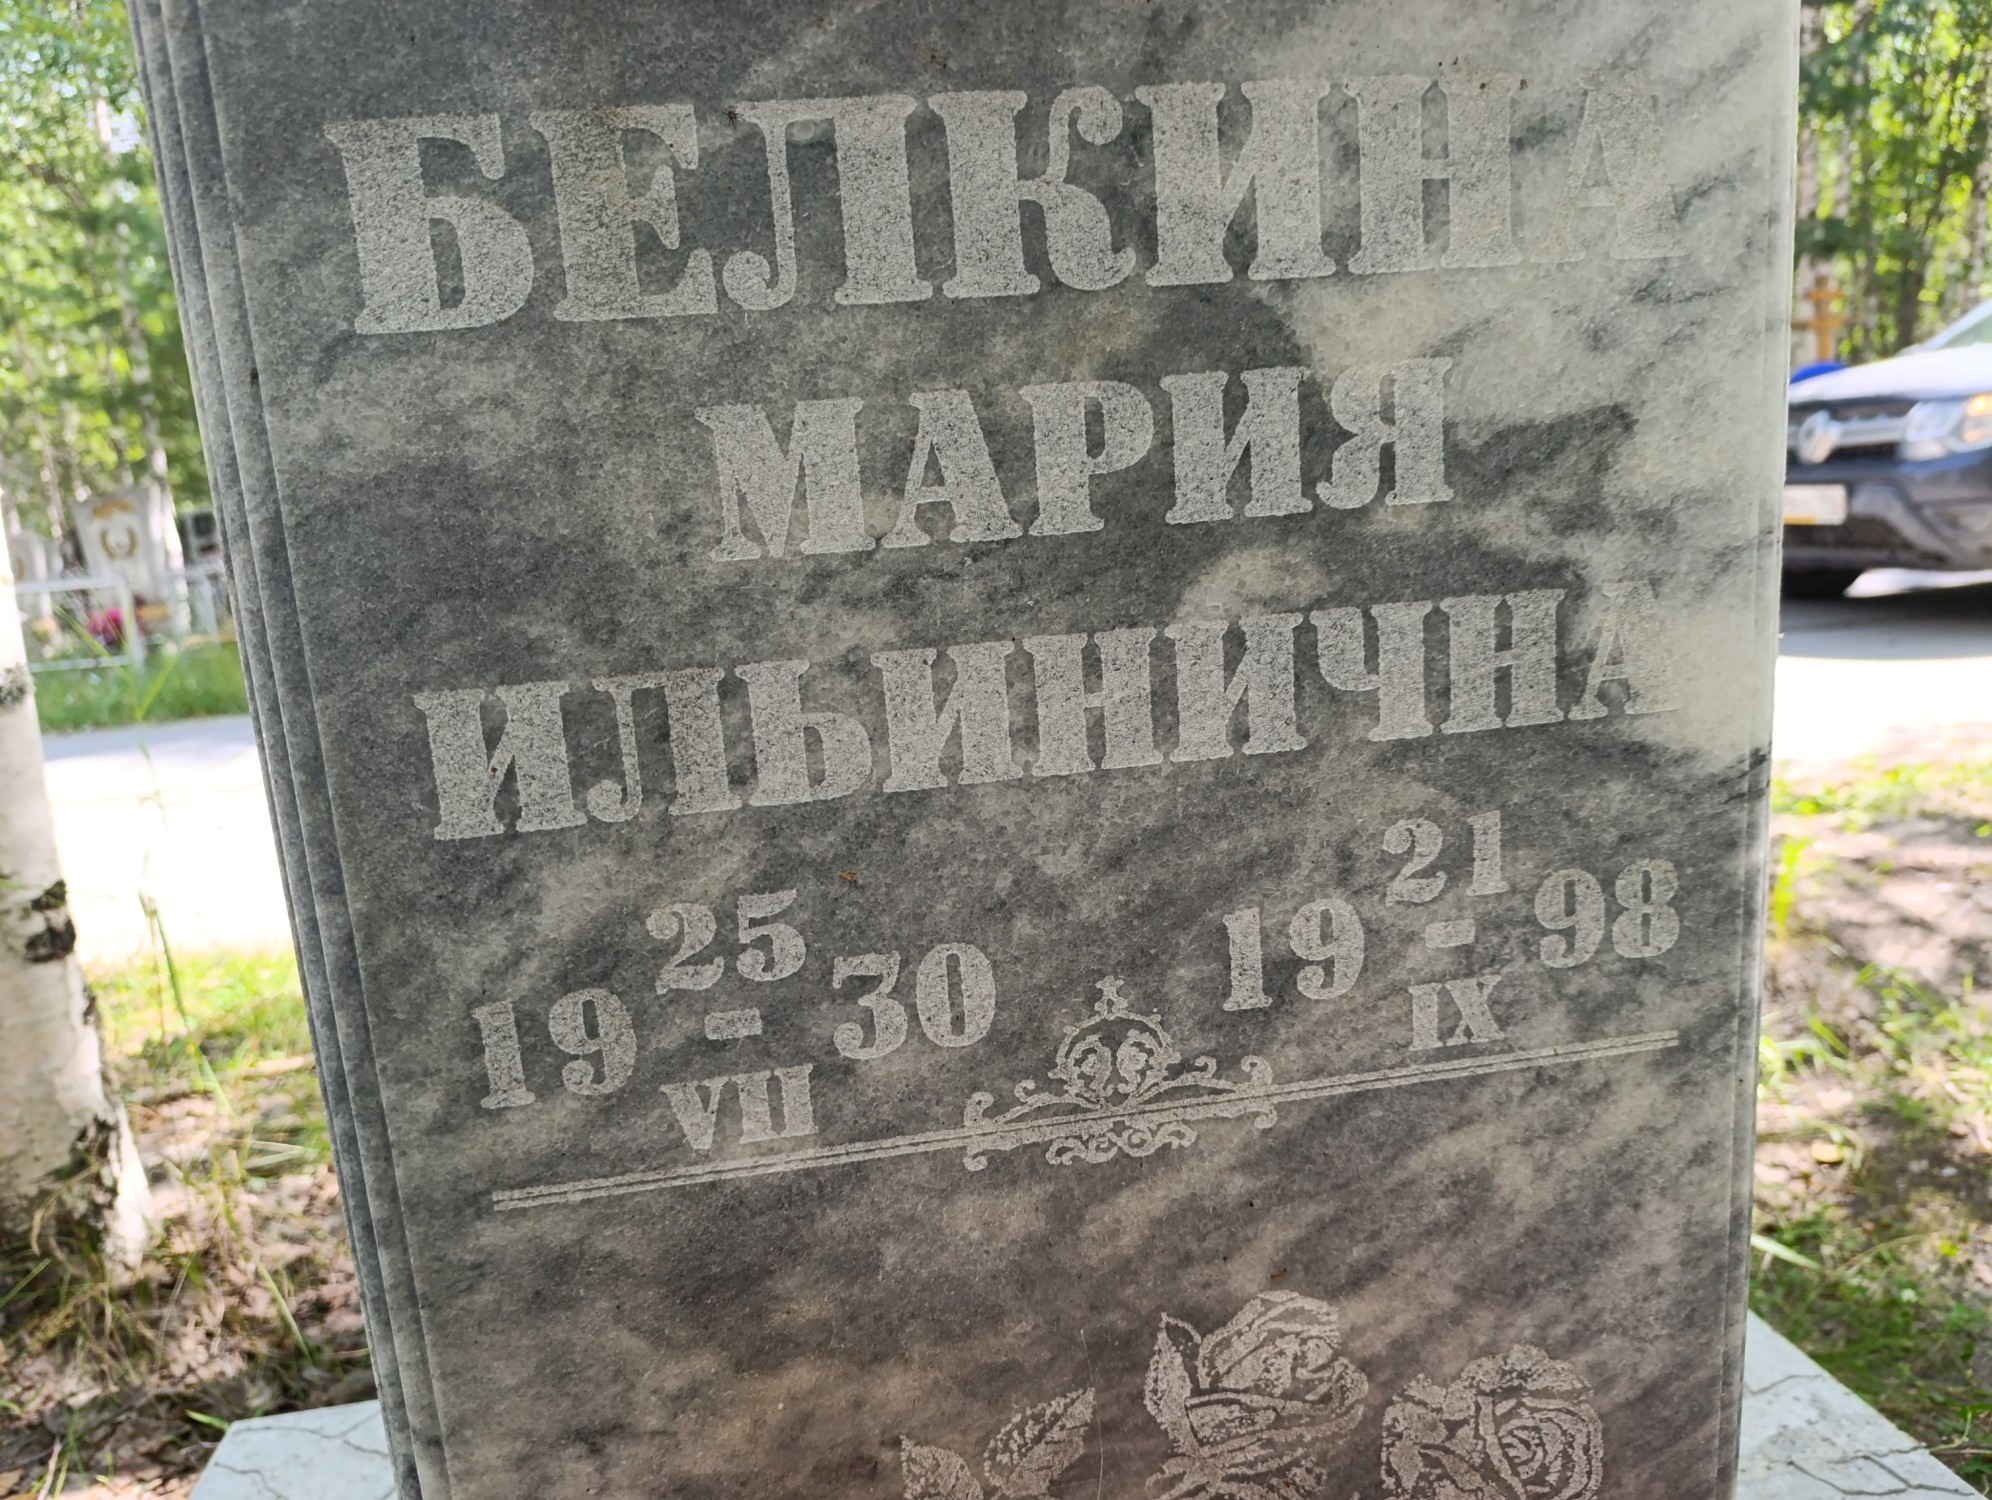 БЕЛКИНА
МАРИЯ
ИЛЬИНИЧНА
19 25 - VII 30 19 21 - IX 98